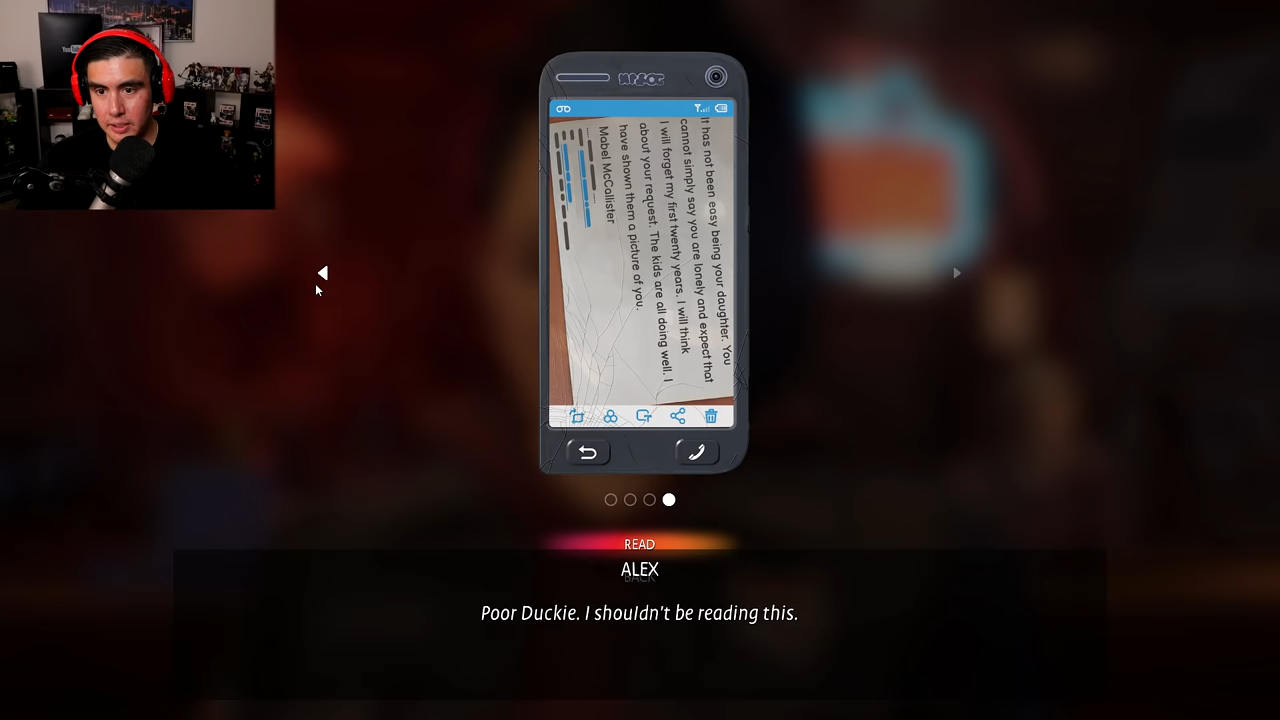 It has not been easy being your daughter. You
cannot simply say you are lonely and expect that
I will forget my first twenty years. I will think
about your request. The kids are all doing well. I
have shown them a picture of you.
Mabel McCallister
READ
ALEX
BACK
Poor Duckie. I shouldn't be reading this.